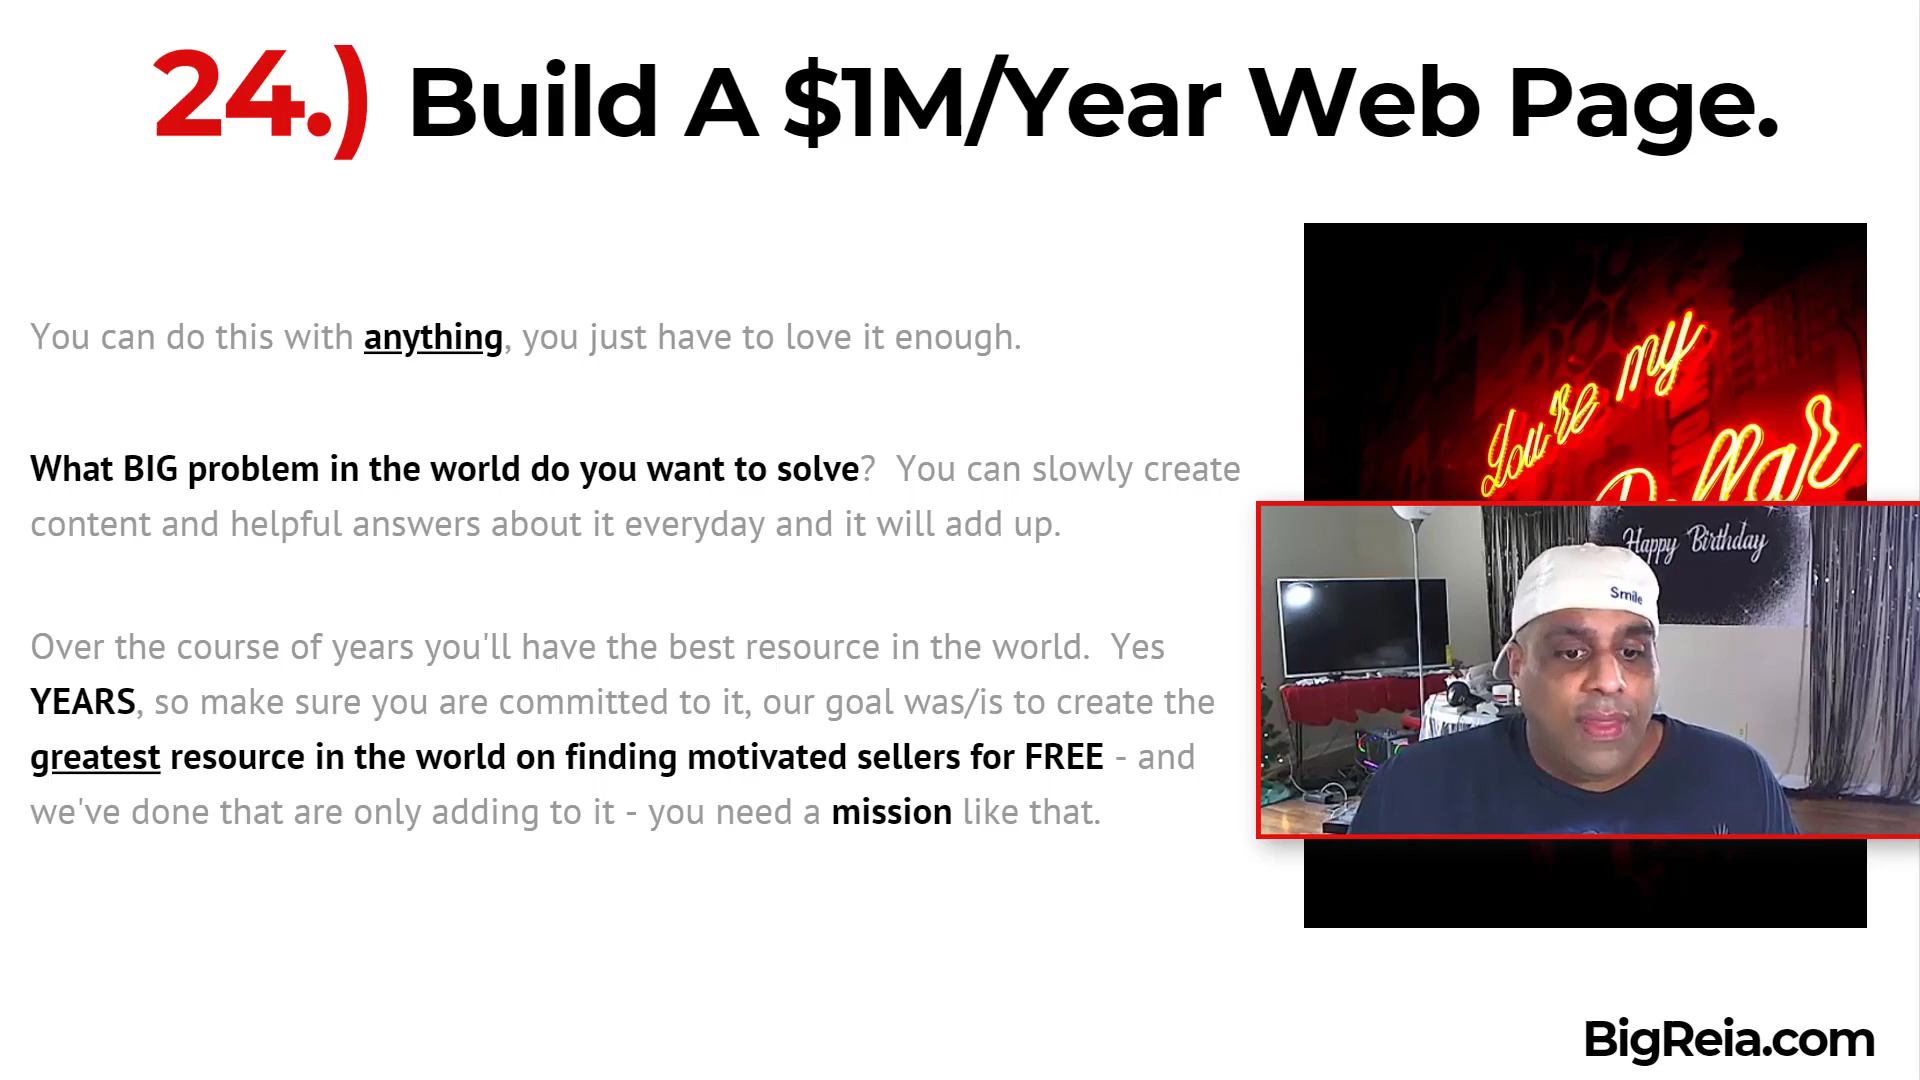 24.) Build A $1M/Year Web Page.
You can do this with anything, you just have to love it enough.
What BIG problem in the world do you want to solve?  You can slowly create
content and helpful answers about it everyday and it will add up.
Over the course of years you'll have the best resource in the world.  Yes
YEARS, so make sure you are committed to it, our goal was/is to create the
greatest resource in the world on finding motivated sellers for FREE - and
we've done that are only adding to it - you need a mission like that.
You're my
Dollar
Happy Birthday
Smile
BigReia.com